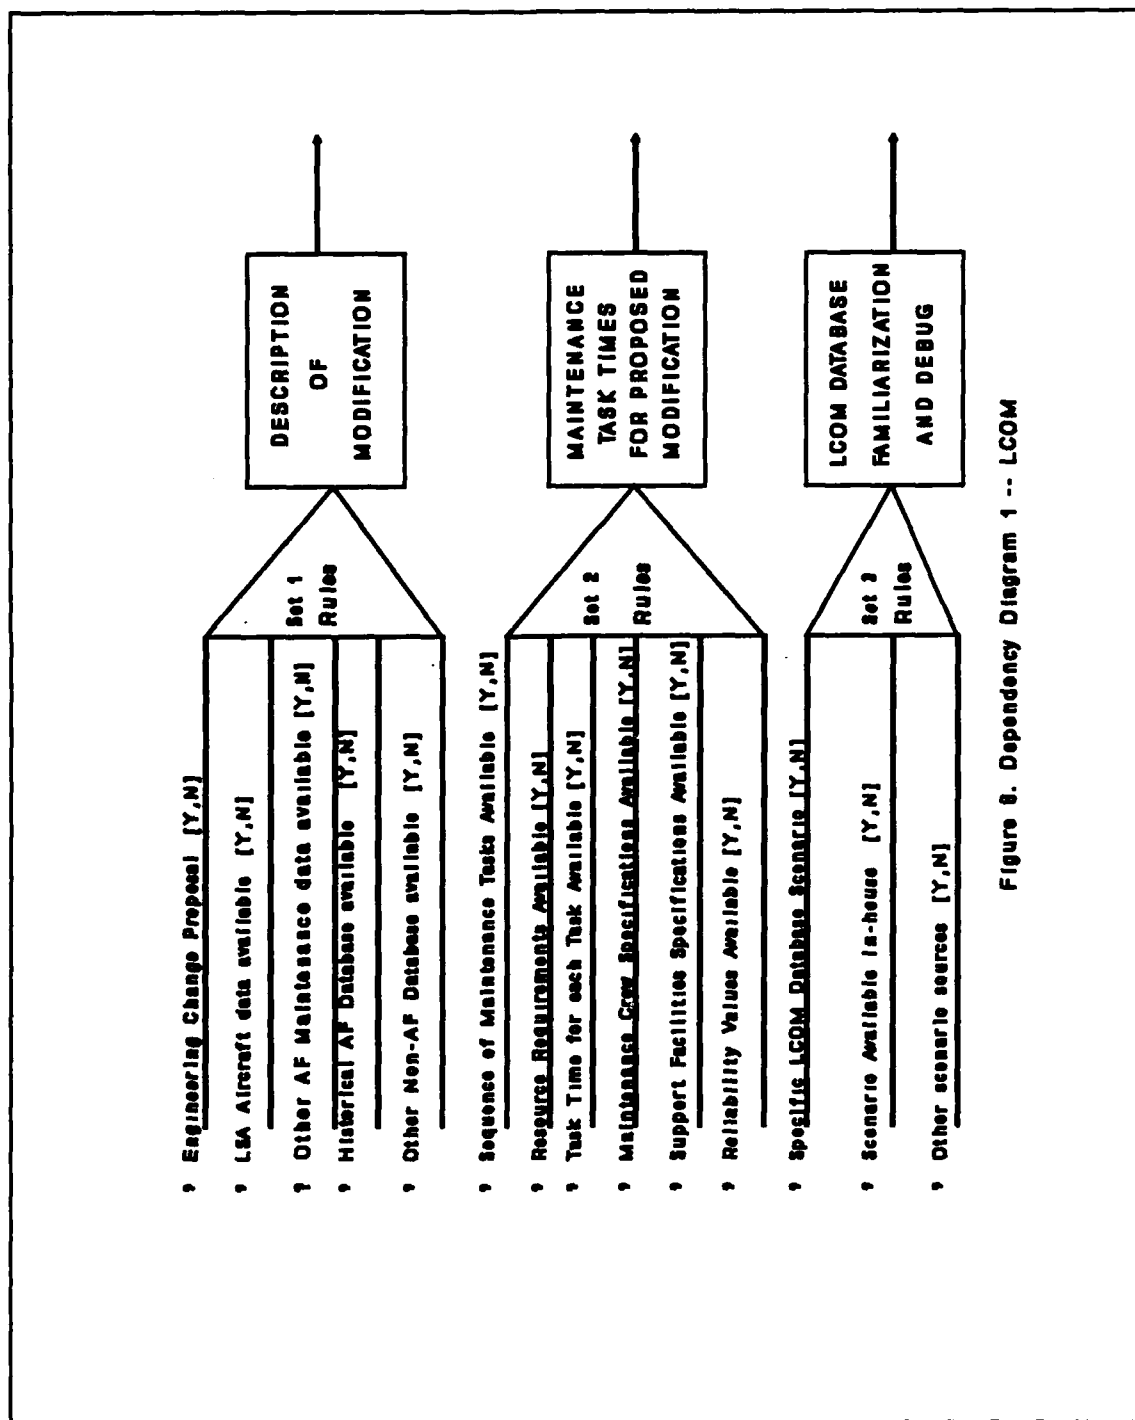 ? Engineering Change Proposal [Y,N]
? LSA Aircraft data available [Y,N]
? Other AF Maintenance data available [Y,N]
? Historical AF Database available [Y,N]
? Other Non-AF Database available [Y,N]
Set 1
Rules
DESCRIPTION
OF
MODIFICATION
? Sequence of Maintenance Tasks Available [Y,N]
? Resource Requirements Available [Y,N]
? Task Time for each Task Available [Y,N]
? Maintenance Crew Specifications Available [Y,N]
? Support Facilities Specifications Available [Y,N]
? Reliability Values Available [Y,N]
Set 2
Rules
MAINTENANCE
TASK TIMES
FOR PROPOSED
MODIFICATION
? Specific LCOM Database Scenario [Y,N]
? Scenario Available In-house [Y,N]
? Other scenario sources [Y,N]
Set 3
Rules
LCOM DATABASE
FAMILIARIZATION
AND DEBUG
Dependency Diagram 1 -- LCOM